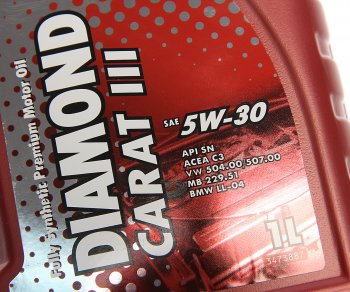 Fully Synthetic Premium Motor Oil
DIAMOND
CARAT III
SAE 5W-30
API SN
ACEA C3
VW 504.00 507.00
MB 229.51
BMW LL-04
1L